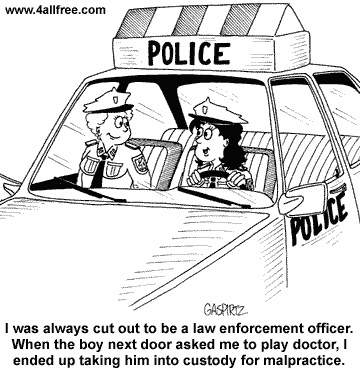 www.4allfree.com
POLICE
POLICE
GASPIRTZ
I was always cut out to be a law enforcement officer.
When the boy next door asked me to play doctor, I
ended up taking him into custody for malpractice.